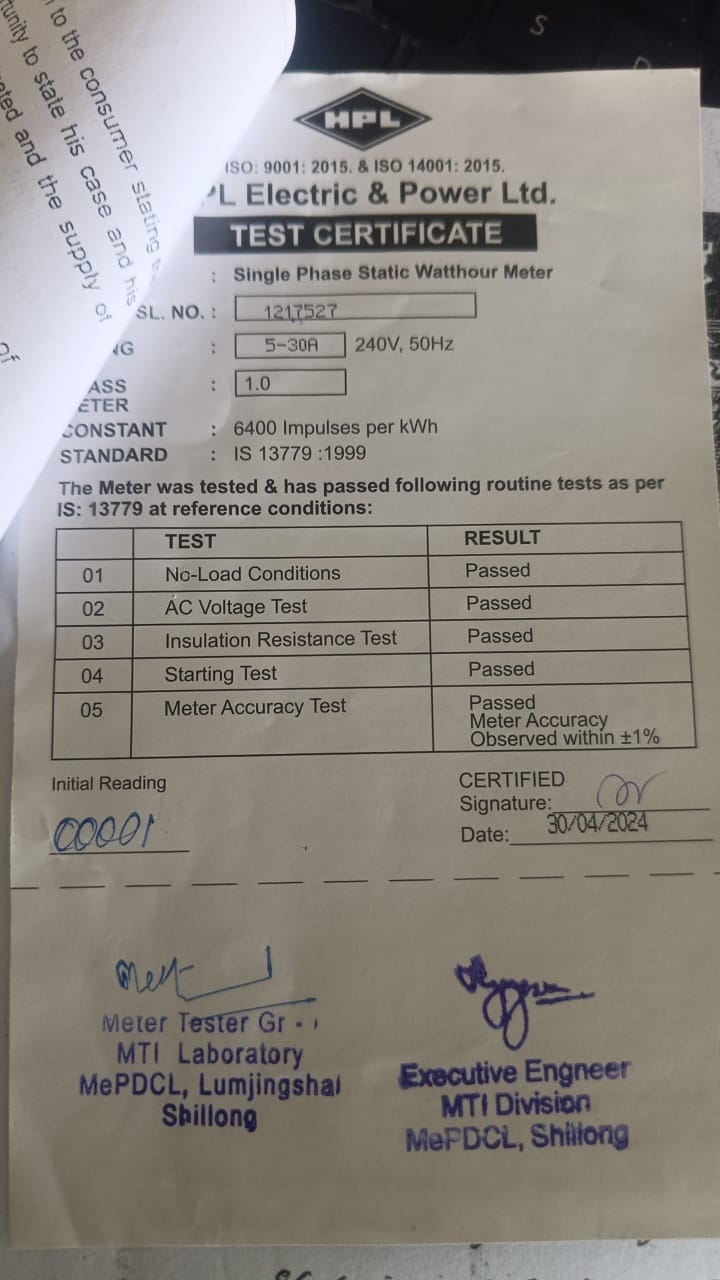 to the consumer stating
tunity to state his case and his
and the supply of
of
S
HPL
ISO: 9001: 2015. & ISO 14001: 2015.
PL Electric & Power Ltd.
TEST CERTIFICATE
: Single Phase Static Watthour Meter
SL. NO. : 1217527
NG : 5-30A 240V, 50Hz
ASS : 1.0
ETER
CONSTANT : 6400 Impulses per kWh
STANDARD : IS 13779 :1999
The Meter was tested & has passed following routine tests as per
IS: 13779 at reference conditions:
TEST RESULT
01 No-Load Conditions Passed
02 AC Voltage Test Passed
03 Insulation Resistance Test Passed
04 Starting Test Passed
05 Meter Accuracy Test Passed
Meter Accuracy
Observed within ±1%
Initial Reading
00001
CERTIFIED
Signature:
Date: 30/04/2024
Meter Tester Gr -
MTI Laboratory
MePDCL, Lumjingshai
Shillong
Executive Engneer
MTI Division
MePDCL, Shillong